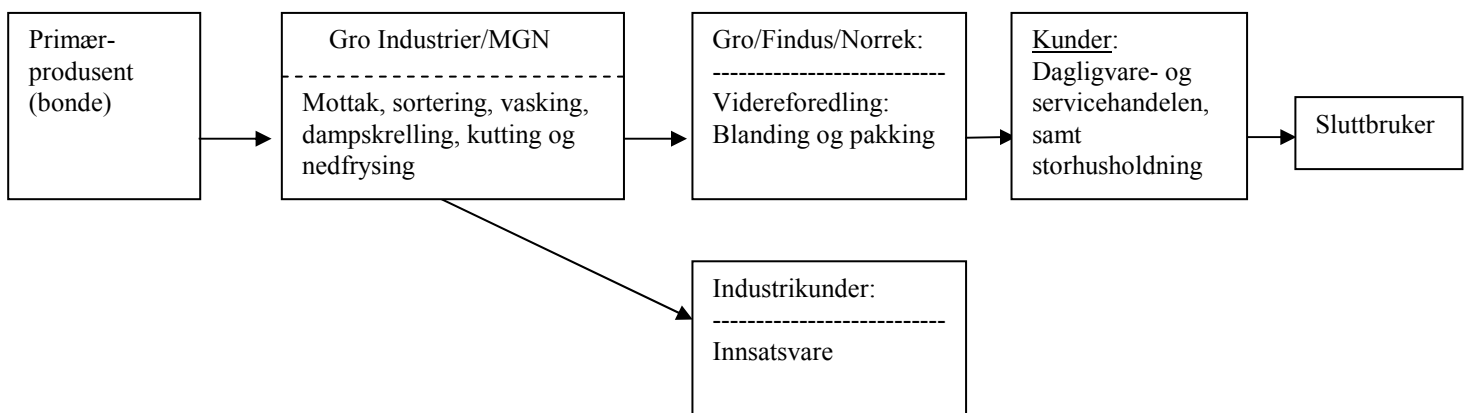 Primær-
produsent
(bonde)
Gro Industrier/MGN
Mottak, sortering, vasking,
dampskrelling, kutting og
nedfrysing
Gro/Findus/Norrek:
Videreforedling:
Blanding og pakking
Kunder:
Dagligvare- og
servicehandelen,
samt
storhusholdning
Sluttbruker
Industrikunder:
Innsatsvare